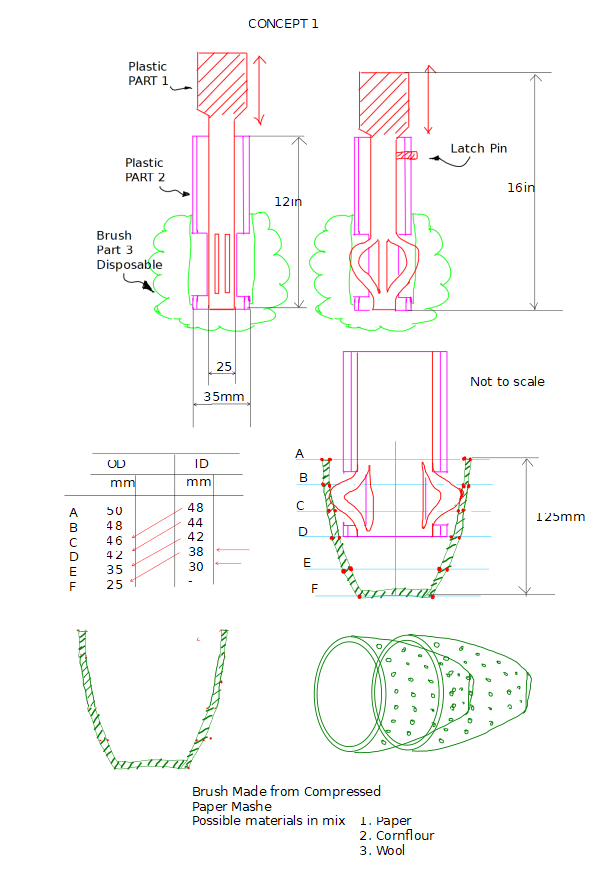 CONCEPT 1
Plastic
PART 1
Plastic
PART 2
12in
Brush
Part 3
Disposable
Latch Pin
16in
25
35mm
Not to scale
OD ID
mm mm
A 50 48
B 48 44
C 46 42
D 42 38
E 35 30
F 25 -
A
B
C
D
E
F
125mm
Brush Made from Compressed
Paper Mashe
Possible materials in mix 1. Paper
2. Cornflour
3. Wool